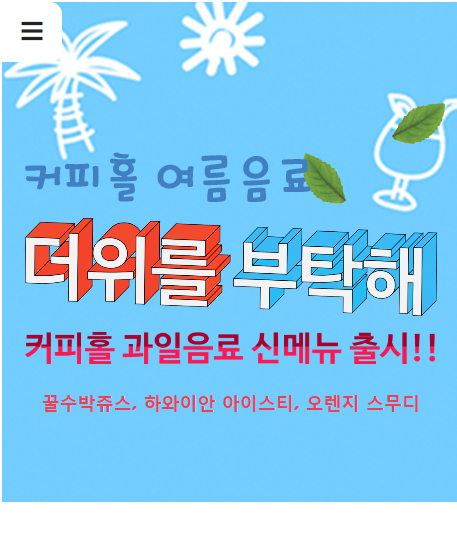 커피홀 여름음료
더위를 부탁해
커피홀 과일음료 신메뉴 출시!!
꿀수박쥬스, 하와이안 아이스티, 오렌지 스무디